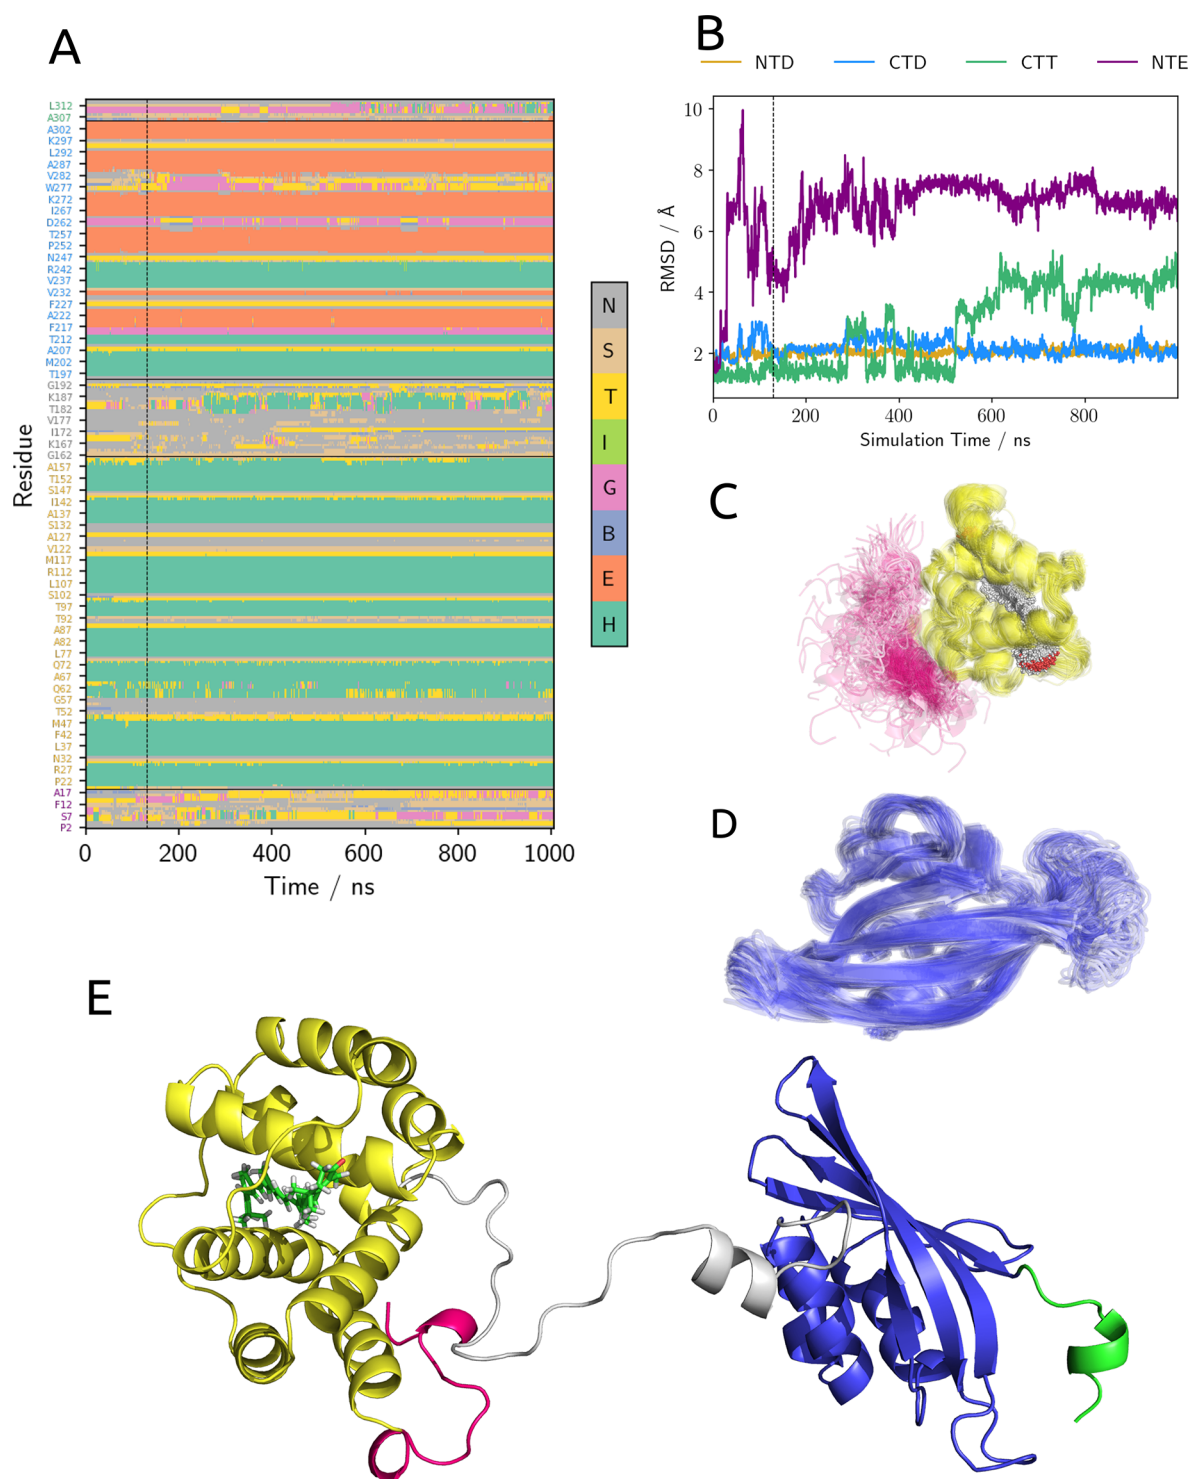 A
Residue
L312
A307
A302
K297
L292
A287
V282
W277
K272
I267
D262
T257
P252
N247
R242
V237
V232
F227
A222
F217
T212
A207
M202
T197
G192
K187
T182
V177
I172
K167
G162
A157
T152
S147
I142
A137
S132
A127
V122
M117
R112
L107
S102
T97
T92
A87
A82
L77
Q72
A67
Q62
G57
T52
M47
F42
L37
N32
R27
P22
A17
F12
S7
P2
0 200 400 600 800 1000
Time / ns
N
S
T
I
G
B
E
H
B
NTD CTD CTT NTE
RMSD / Å
10
8
6
4
2
0 200 400 600 800
Simulation Time / ns
C
D
E